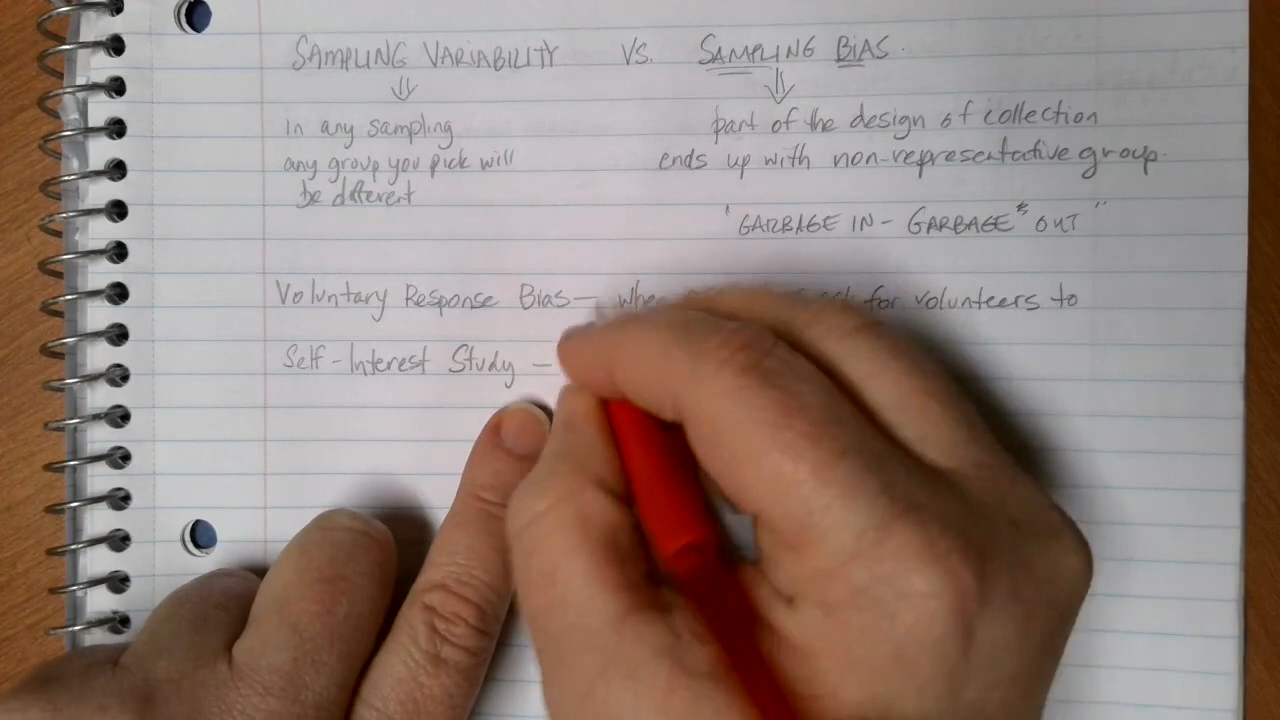 SAMPLING VARIABILITY VS. SAMPLING BIAS.
in any sampling
any group you pick will
be different
part of the design of collection
ends up with non-representative group.
"GARBAGE IN - GARBAGE* OUT"
Voluntary Response Bias — for volunteers to
Self-Interest Study —